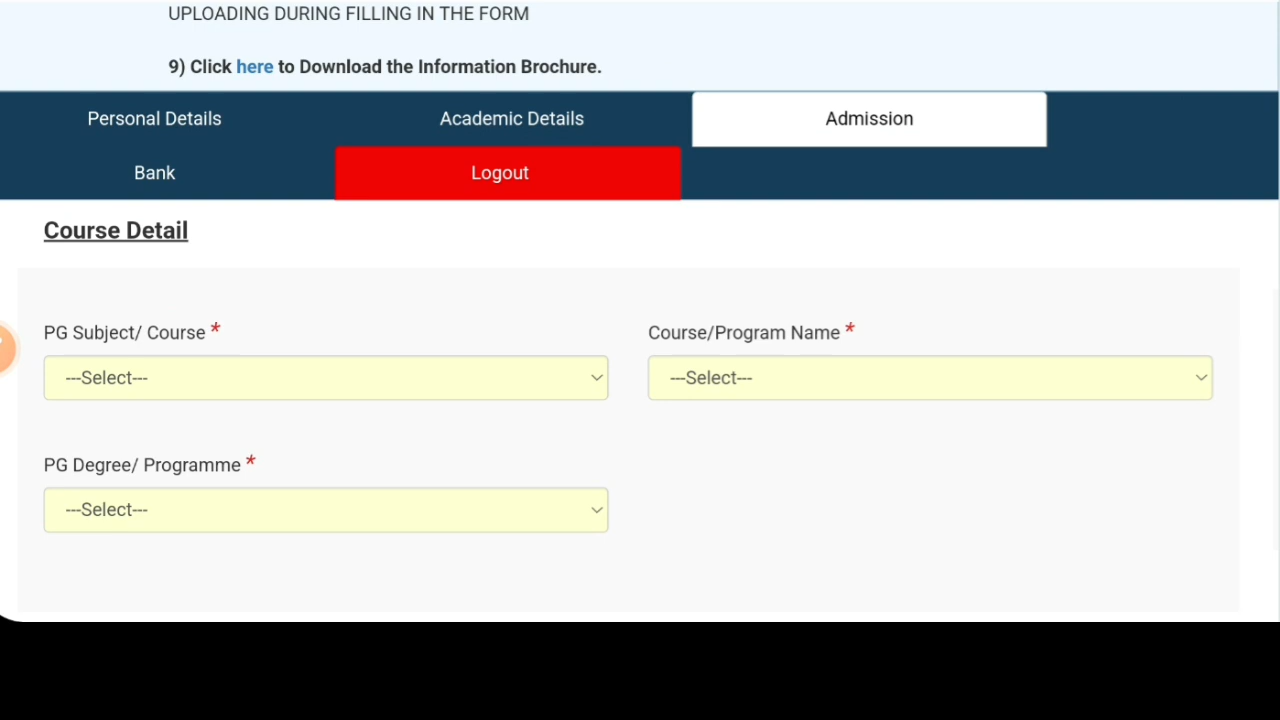 UPLOADING DURING FILLING IN THE FORM
9) Click here to Download the Information Brochure.
Personal Details
Academic Details
Admission
Bank
Logout
Course Detail
PG Subject/ Course *
Course/Program Name *
---Select---
---Select---
PG Degree/ Programme *
---Select---